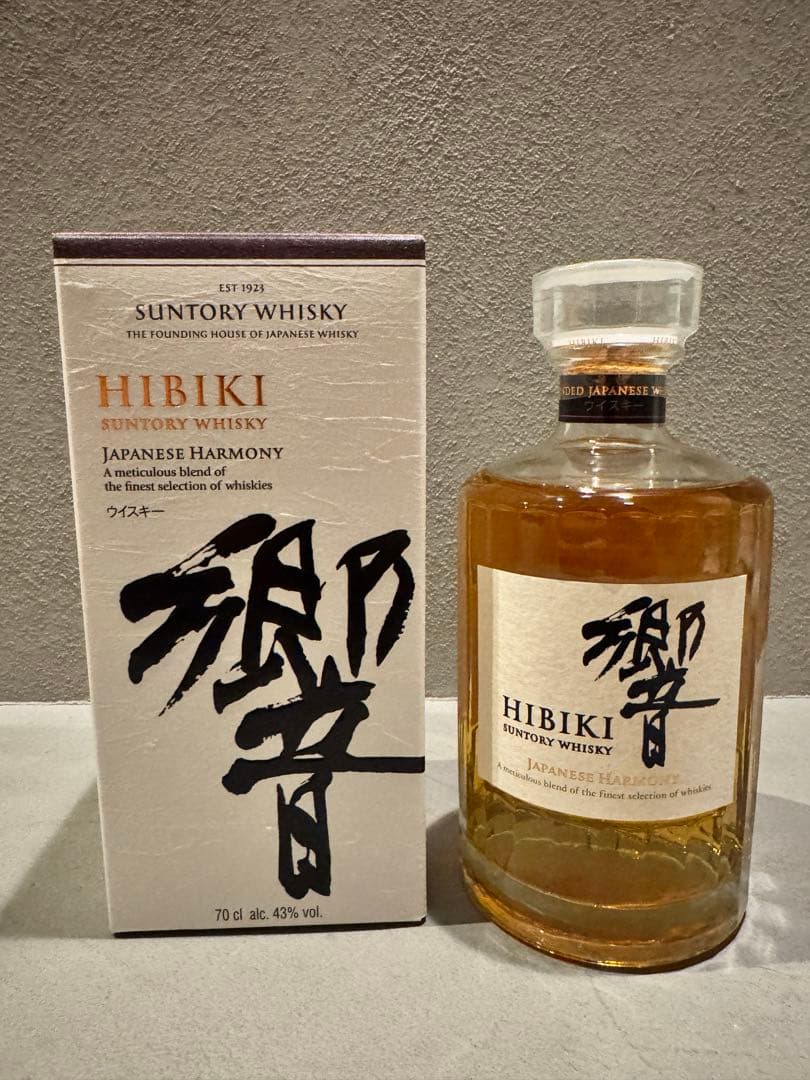 EST 1923
SUNTORY WHISKY
THE FOUNDING HOUSE OF JAPANESE WHISKY
HIBIKI
SUNTORY WHISKY
JAPANESE HARMONY
A meticulous blend of
the finest selection of whiskies
ウイスキー
響
70 cl alc. 43% vol.
HIBIKI
JAPANESE
ウイスキー
響
HIBIKI
SUNTORY WHISKY
JAPANESE HARMONY
A meticulous blend of the finest selection of whiskies